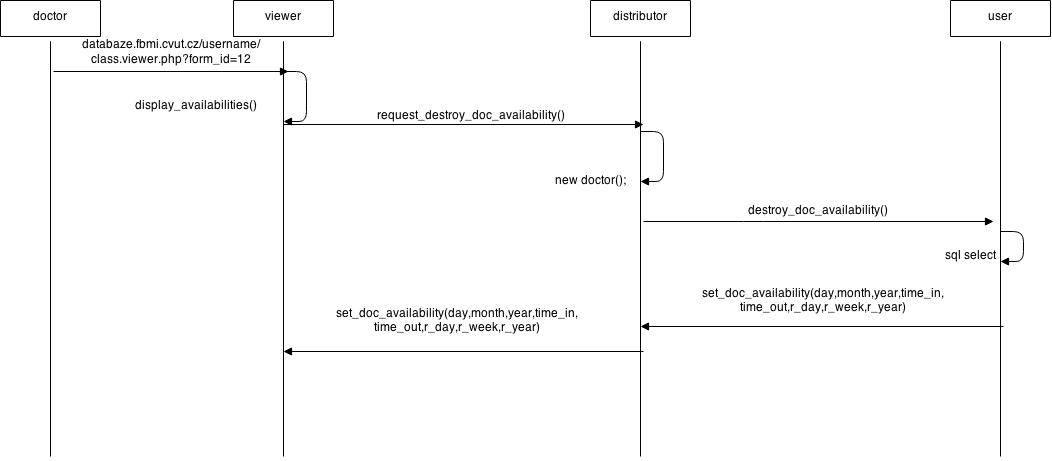 doctor
viewer
distributor
user
databaze.fbmi.cvut.cz/username/
class.viewer.php?form_id=12
display_availabilities()
request_destroy_doc_availability()
new doctor();
destroy_doc_availability()
sql select
set_doc_availability(day,month,year,time_in,
time_out,r_day,r_week,r_year)
set_doc_availability(day,month,year,time_in,
time_out,r_day,r_week,r_year)